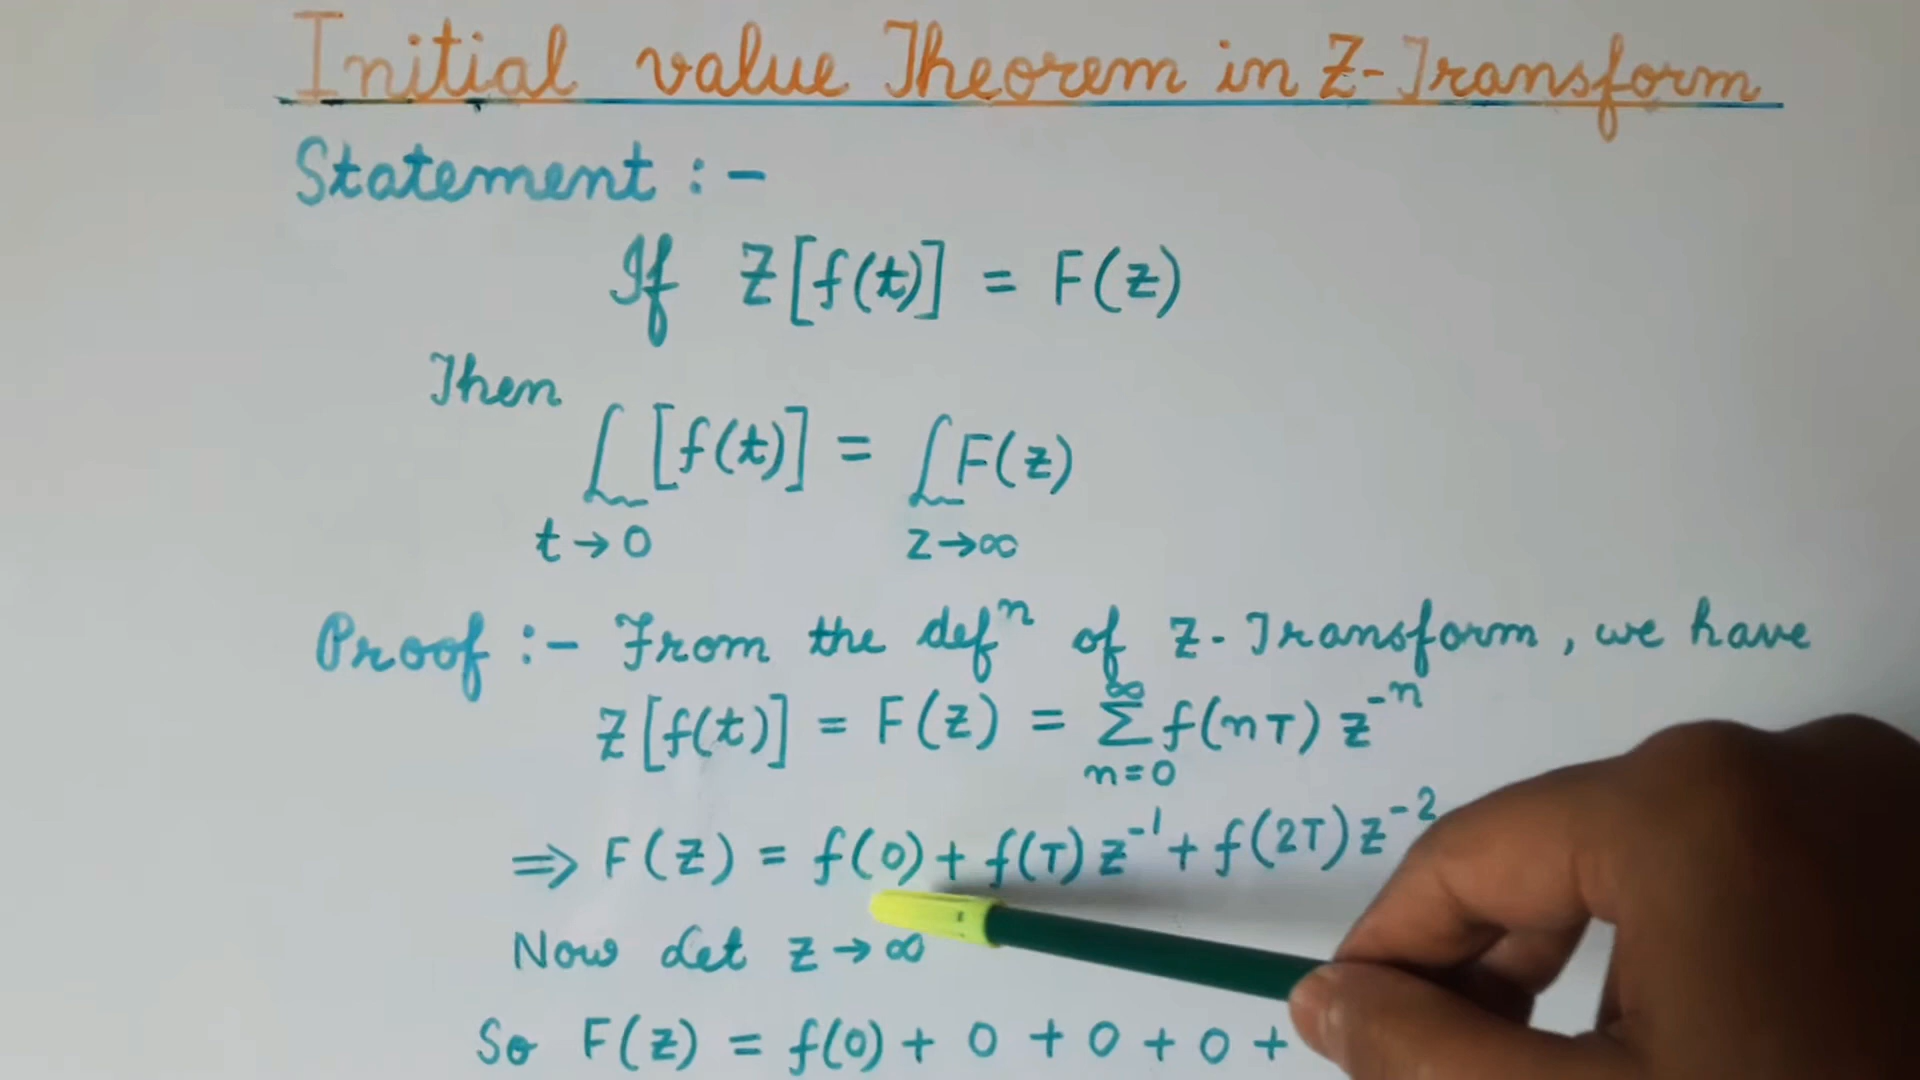 Initial value Theorem in Z-Transform
Statement :-
If Z[f(t)] = F(z)
Then
Lt [f(t)] = Lt F(z)
t→0 z→∞
Proof :- From the defⁿ of Z-Transform, we have
Z[f(t)] = F(z) = ∞Σn=0 f(nT) z⁻ⁿ
⇒ F(z) = f(0) + f(T) z⁻¹ + f(2T) z⁻²
Now Let z→∞
So F(z) = f(0) + 0 + 0 + 0 +